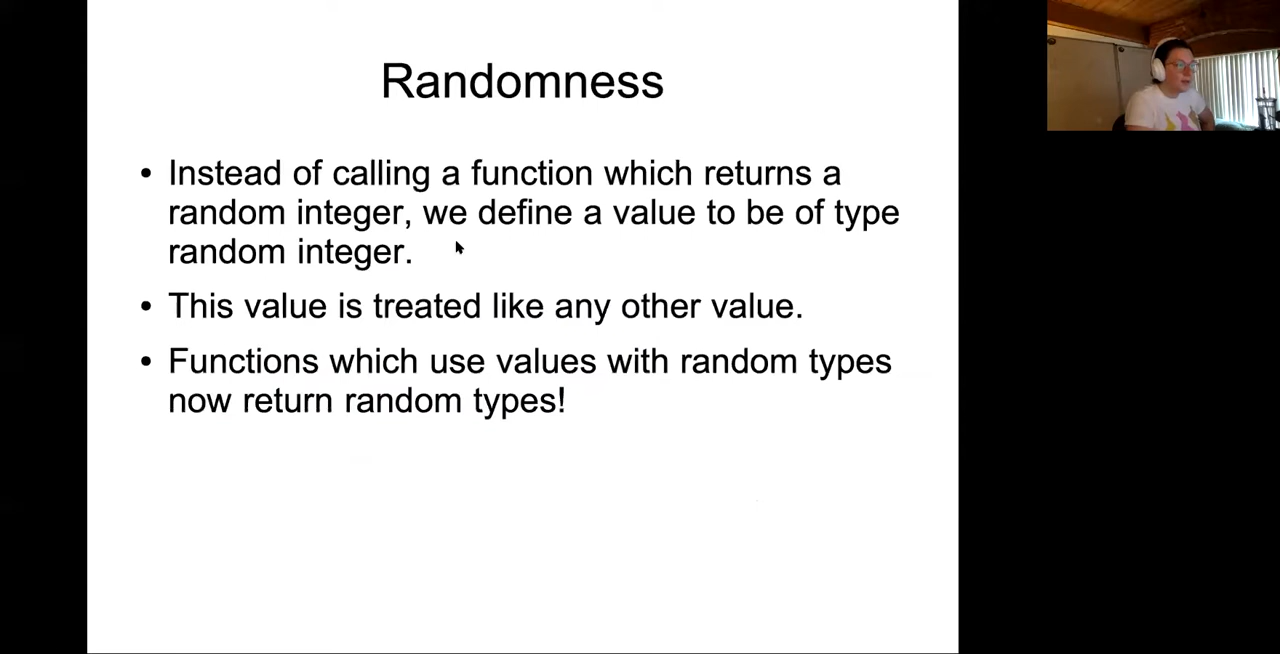 Randomness
• Instead of calling a function which returns a
random integer, we define a value to be of type
random integer.
• This value is treated like any other value.
• Functions which use values with random types
now return random types!